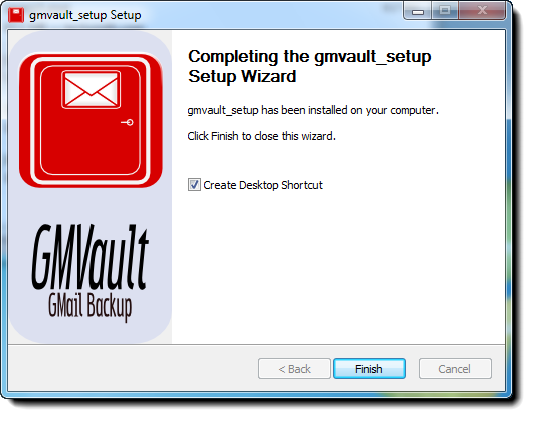 gmvault_setup Setup
Completing the gmvault_setup
Setup Wizard
gmvault_setup has been installed on your computer.
Click Finish to close this wizard.
Create Desktop Shortcut
GMVault
GMail Backup
< Back
Finish
Cancel